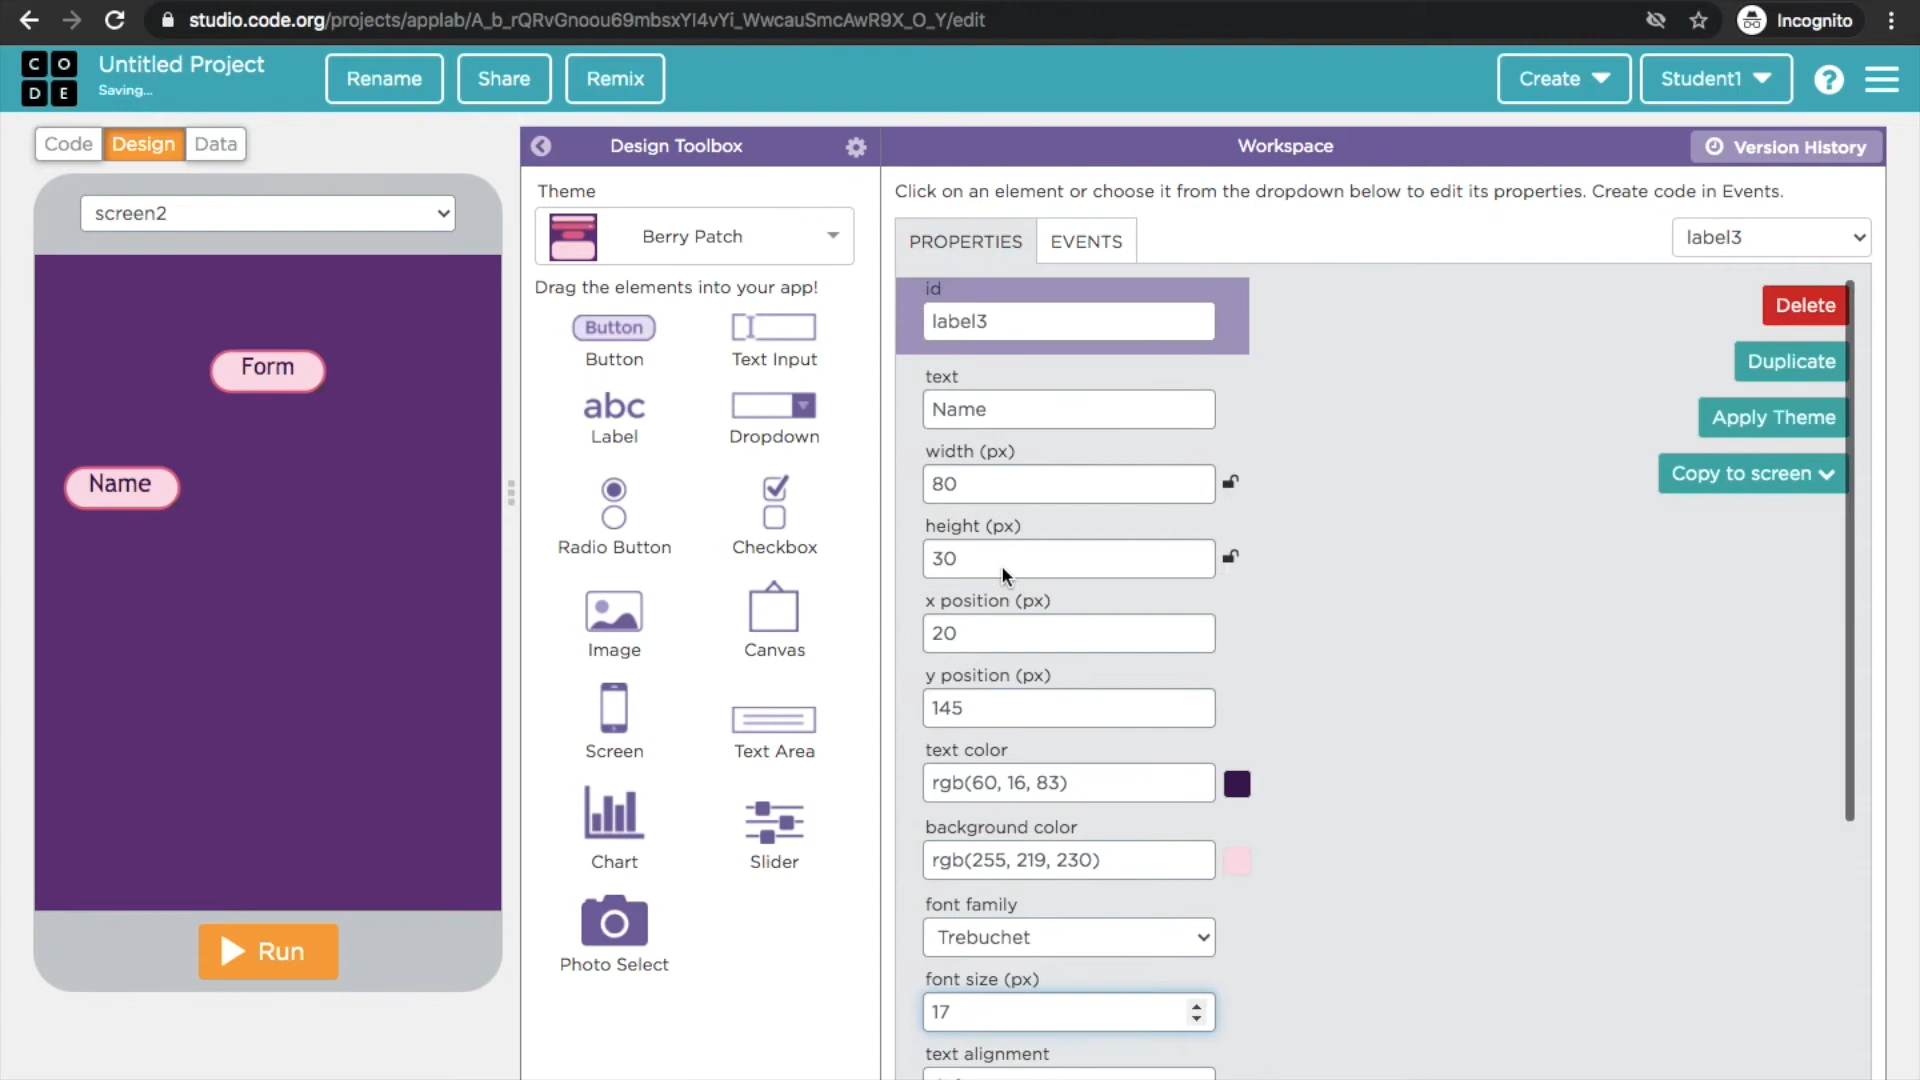 studio.code.org/projects/applab/A_b_rQRvGnoou69mbsxYl4vYi_WwcauSmcAwR9X_O_Y/edit
Incognito
C O
D E
Untitled Project
Saving...
Rename
Share
Remix
Create
Student1
?
Code
Design
Data
Design Toolbox
Workspace
Version History
screen2
Form
Name
Run
Theme
Berry Patch
Drag the elements into your app!
Button
Button
Text Input
abc
Label
Dropdown
Radio Button
Checkbox
Image
Canvas
Screen
Text Area
Chart
Slider
Photo Select
Click on an element or choose it from the dropdown below to edit its properties. Create code in Events.
PROPERTIES
EVENTS
label3
id
label3
text
Name
width (px)
80
height (px)
30
x position (px)
20
y position (px)
145
text color
rgb(60, 16, 83)
background color
rgb(255, 219, 230)
font family
Trebuchet
font size (px)
17
text alignment
Delete
Duplicate
Apply Theme
Copy to screen